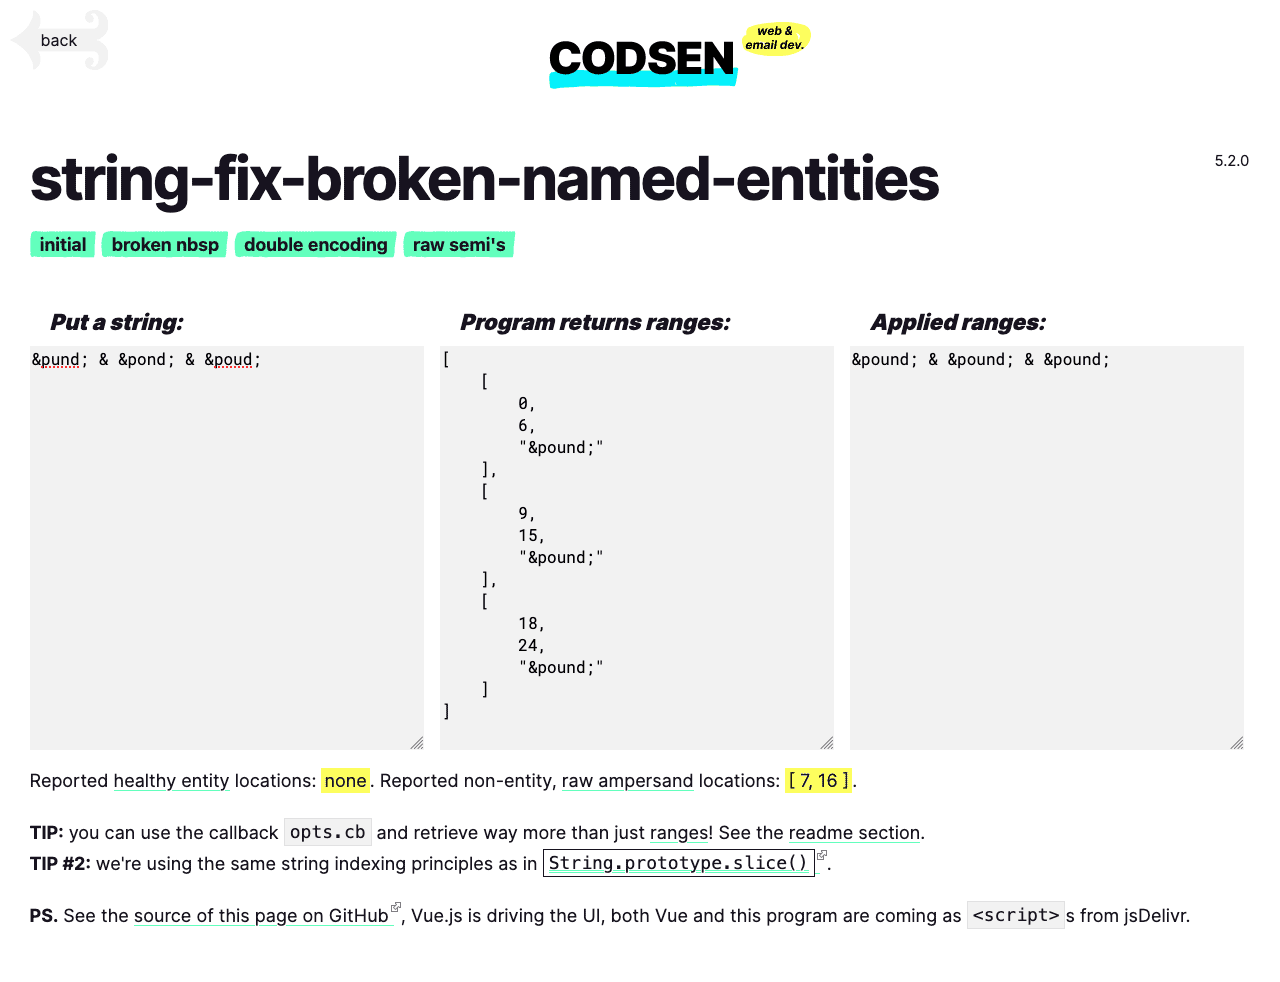 back
CODSEN
web &
email dev.
string-fix-broken-named-entities
5.2.0
initial broken nbsp double encoding raw semi's
Put a string:
&pund; & &pond; & &poud;
Program returns ranges:
[
    [
        0,
        6,
        "&pound;"
    ],
    [
        9,
        15,
        "&pound;"
    ],
    [
        18,
        24,
        "&pound;"
    ]
]
Applied ranges:
&pound; & &pound; & &pound;
Reported healthy entity locations: none. Reported non-entity, raw ampersand locations: [ 7, 16 ].
TIP: you can use the callback opts.cb and retrieve way more than just ranges! See the readme section.
TIP #2: we're using the same string indexing principles as in String.prototype.slice().
PS. See the source of this page on GitHub, Vue.js is driving the UI, both Vue and this program are coming as <script>s from jsDelivr.